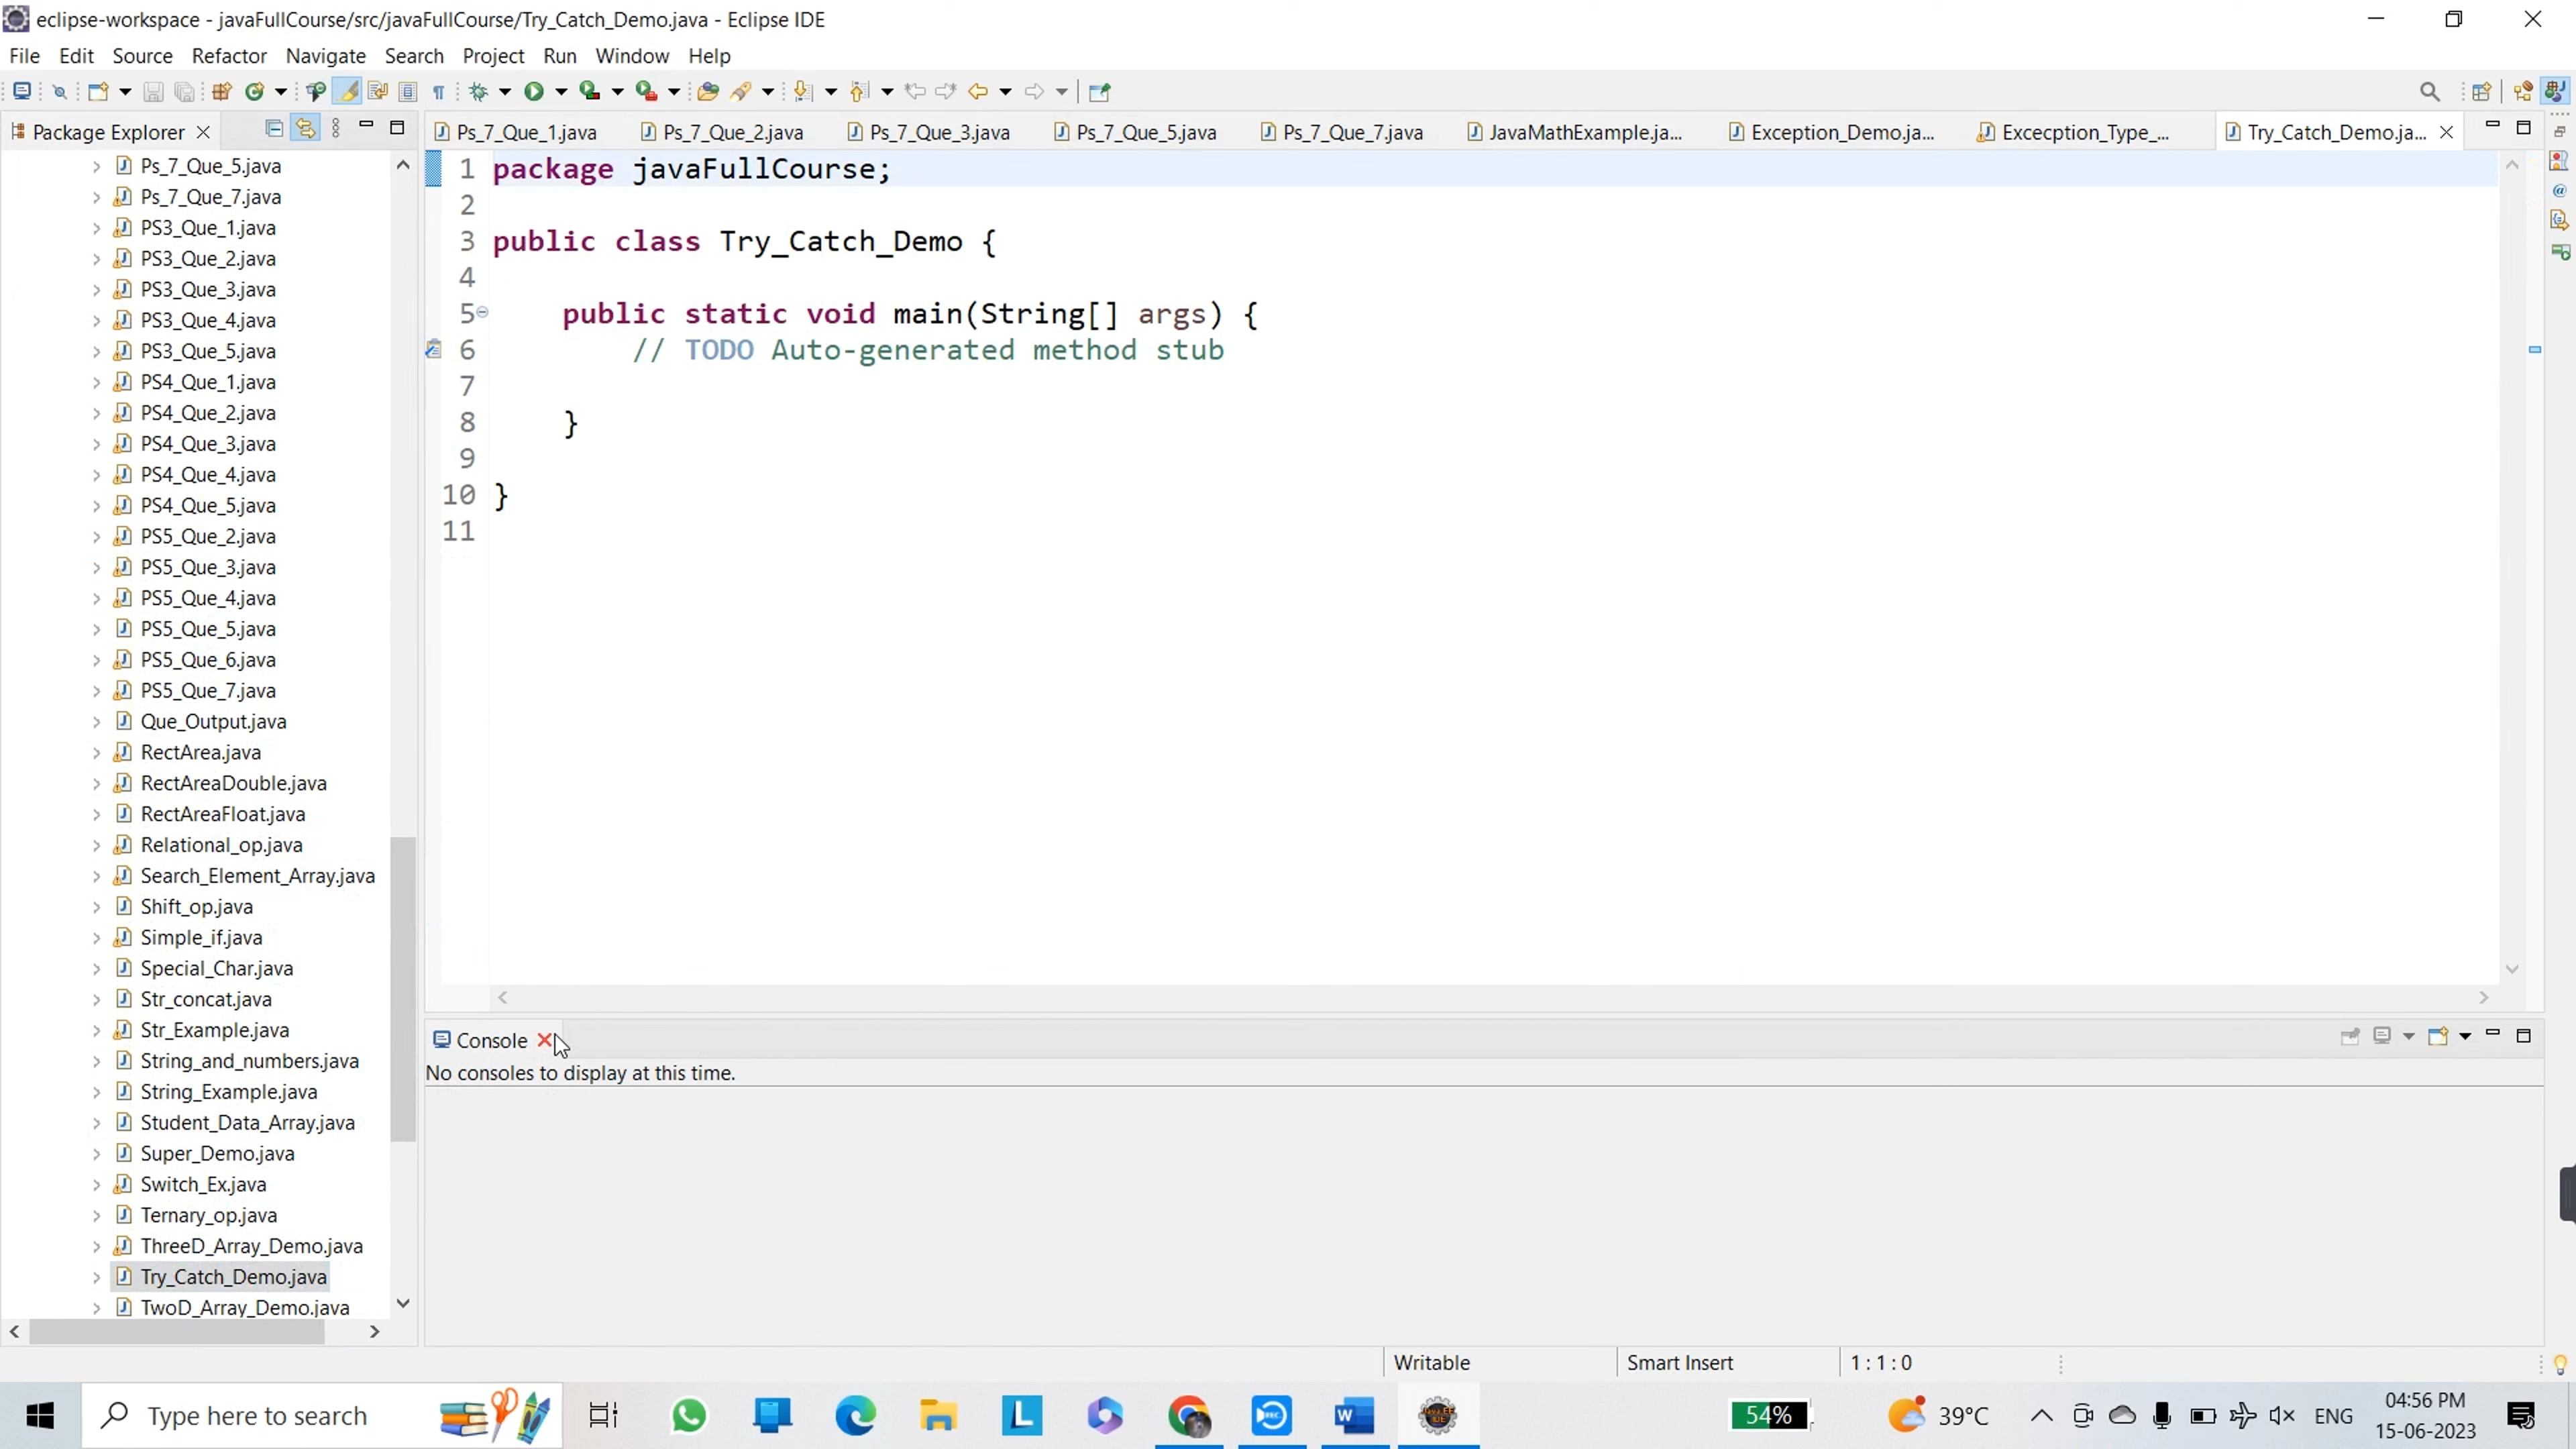 eclipse-workspace - javaFullCourse/src/javaFullCourse/Try_Catch_Demo.java - Eclipse IDE
File Edit Source Refactor Navigate Search Project Run Window Help
Package Explorer
Ps_7_Que_1.java Ps_7_Que_2.java Ps_7_Que_3.java Ps_7_Que_5.java Ps_7_Que_7.java JavaMathExample.ja... Exception_Demo.ja... Excecption_Type_... Try_Catch_Demo.ja...
Ps_7_Que_5.java
Ps_7_Que_7.java
PS3_Que_1.java
PS3_Que_2.java
PS3_Que_3.java
PS3_Que_4.java
PS3_Que_5.java
PS4_Que_1.java
PS4_Que_2.java
PS4_Que_3.java
PS4_Que_4.java
PS4_Que_5.java
PS5_Que_2.java
PS5_Que_3.java
PS5_Que_4.java
PS5_Que_5.java
PS5_Que_6.java
PS5_Que_7.java
Que_Output.java
RectArea.java
RectAreaDouble.java
RectAreaFloat.java
Relational_op.java
Search_Element_Array.java
Shift_op.java
Simple_if.java
Special_Char.java
Str_concat.java
Str_Example.java
String_and_numbers.java
String_Example.java
Student_Data_Array.java
Super_Demo.java
Switch_Ex.java
Ternary_op.java
ThreeD_Array_Demo.java
Try_Catch_Demo.java
TwoD_Array_Demo.java
1 package javaFullCourse;
2
3 public class Try_Catch_Demo {
4
5 public static void main(String[] args) {
6 // TODO Auto-generated method stub
7
8 }
9
10 }
11
Console
No consoles to display at this time.
Writable Smart Insert 1 : 1 : 0
Type here to search
54% 39°C ENG 04:56 PM
15-06-2023